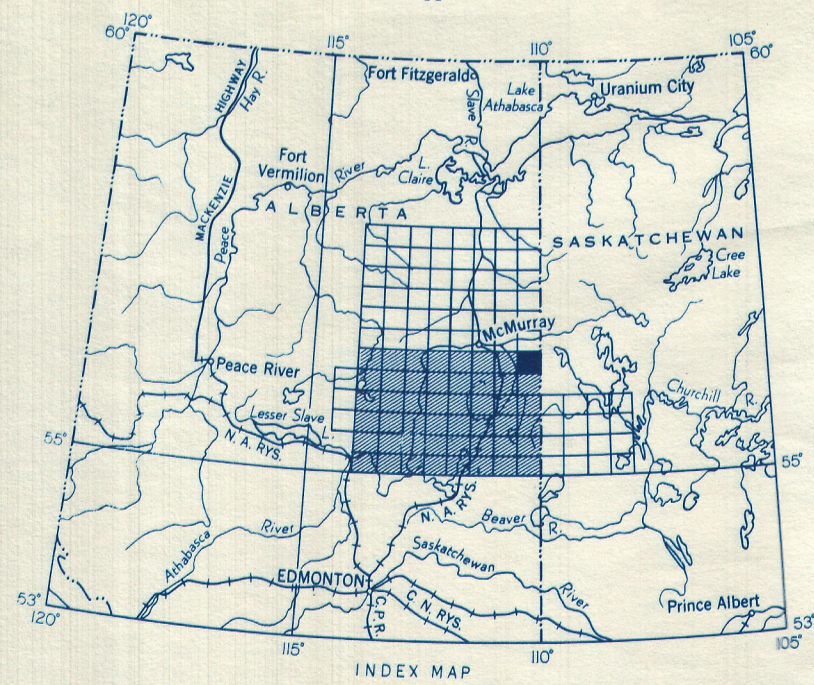 120°
60°
115°
110°
105°
60°
HIGHWAY
Hay R.
Fort Fitzgerald
Slave R.
Lake
Athabasca
Uranium City
Fort
Vermilion
River
L.
Claire
MACKENZIE
ALBERTA
Peace
SASKATCHEWAN
Cree
Lake
McMurray
Peace River
Churchill R.
Lesser Slave L.
55°
N. A. RYS.
55°
N. A. RYS.
Beaver R.
River
Athabasca
Saskatchewan
River
EDMONTON
C. N. RYS.
C.P.R.
Prince Albert
53°
120°
53°
105°
115°
110°
INDEX MAP